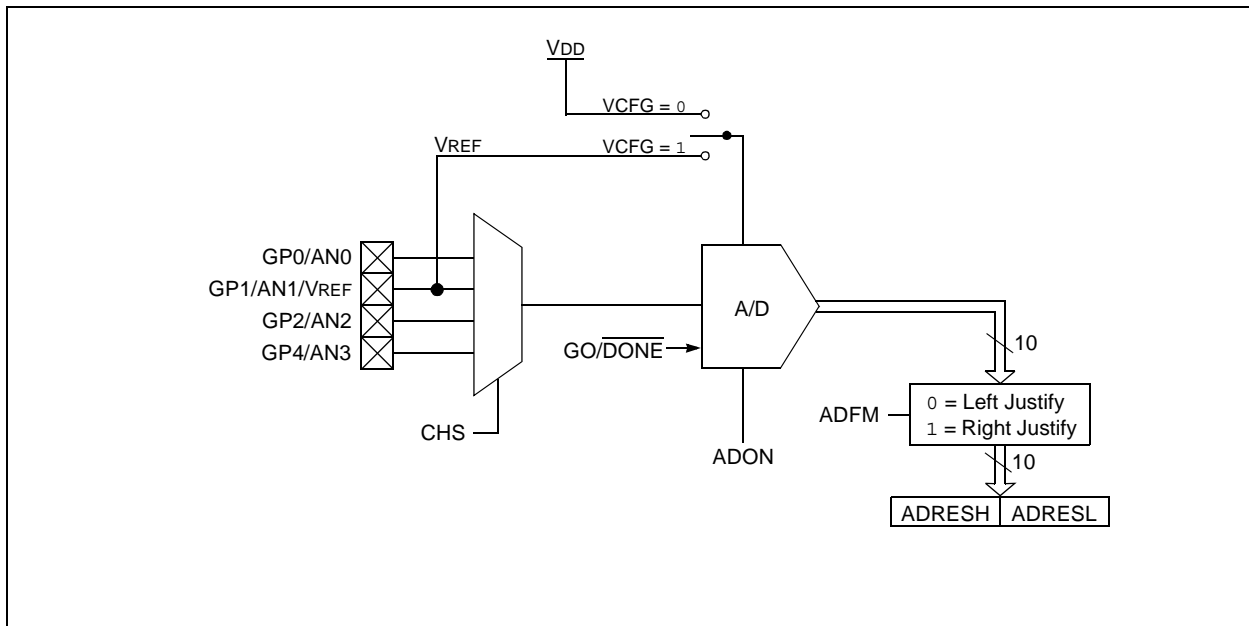 VDD
VCFG = 0
VREF
VCFG = 1
GP0/AN0
GP1/AN1/VREF
GP2/AN2
GP4/AN3
A/D
GO/DONE
10
CHS
ADON
ADFM
0 = Left Justify
1 = Right Justify
10
ADRESH
ADRESL